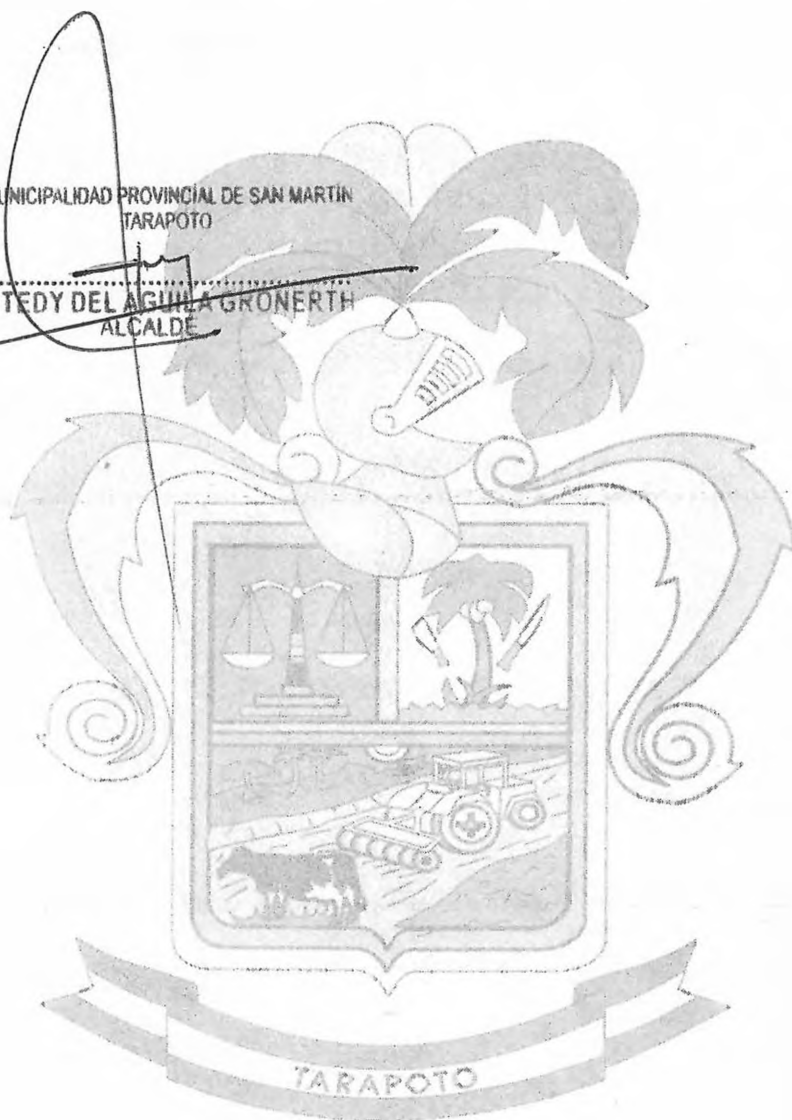 UNICIPALIDAD PROVINCIAL DE SAN MARTIN
TARAPOTO
TEDY DEL AGUILA GRONERTH
ALCALDE
TARAPOTO